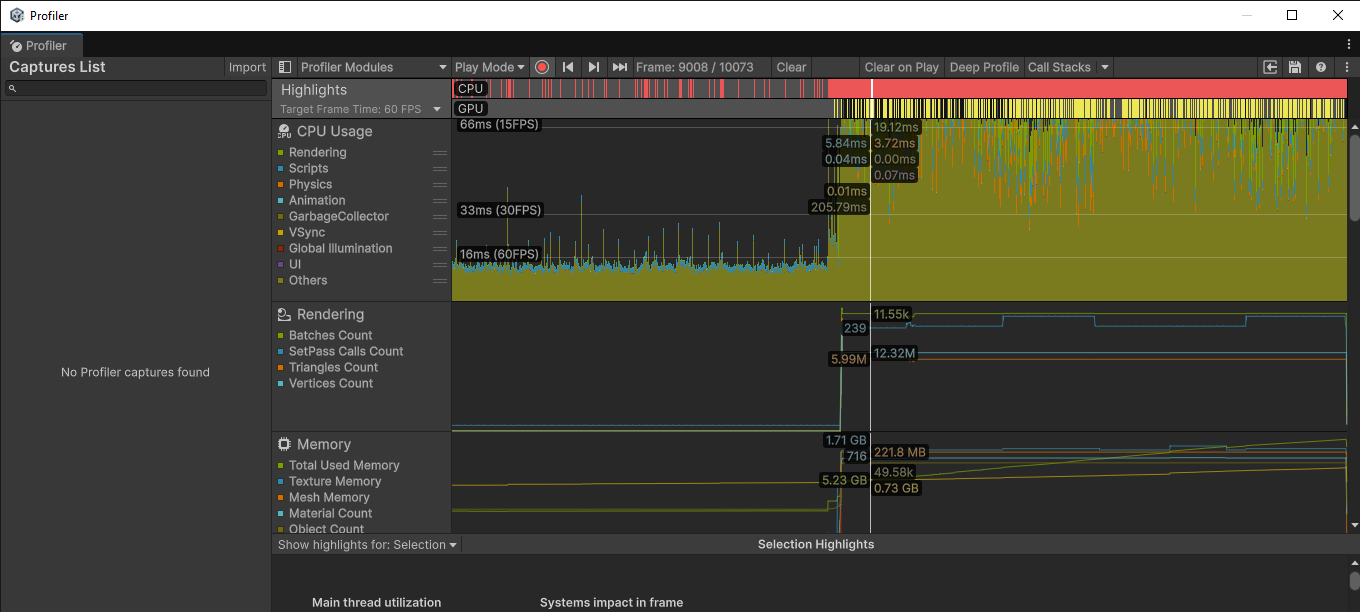 Profiler
Profiler
Captures List
Import
Profiler Modules
Play Mode
Frame: 9008 / 10073
Clear
Clear on Play
Deep Profile
Call Stacks
Highlights
Target Frame Time: 60 FPS
CPU
GPU
CPU Usage
Rendering
Scripts
Physics
Animation
GarbageCollector
VSync
Global Illumination
UI
Others
66ms (15FPS)
33ms (30FPS)
16ms (60FPS)
19.12ms
5.84ms
3.72ms
0.04ms
0.00ms
0.07ms
0.01ms
205.79ms
Rendering
Batches Count
SetPass Calls Count
Triangles Count
Vertices Count
11.55k
239
12.32M
5.99M
No Profiler captures found
Memory
Total Used Memory
Texture Memory
Mesh Memory
Material Count
Object Count
1.71 GB
716
221.8 MB
49.58k
5.23 GB
0.73 GB
Show highlights for: Selection
Selection Highlights
Main thread utilization
Systems impact in frame